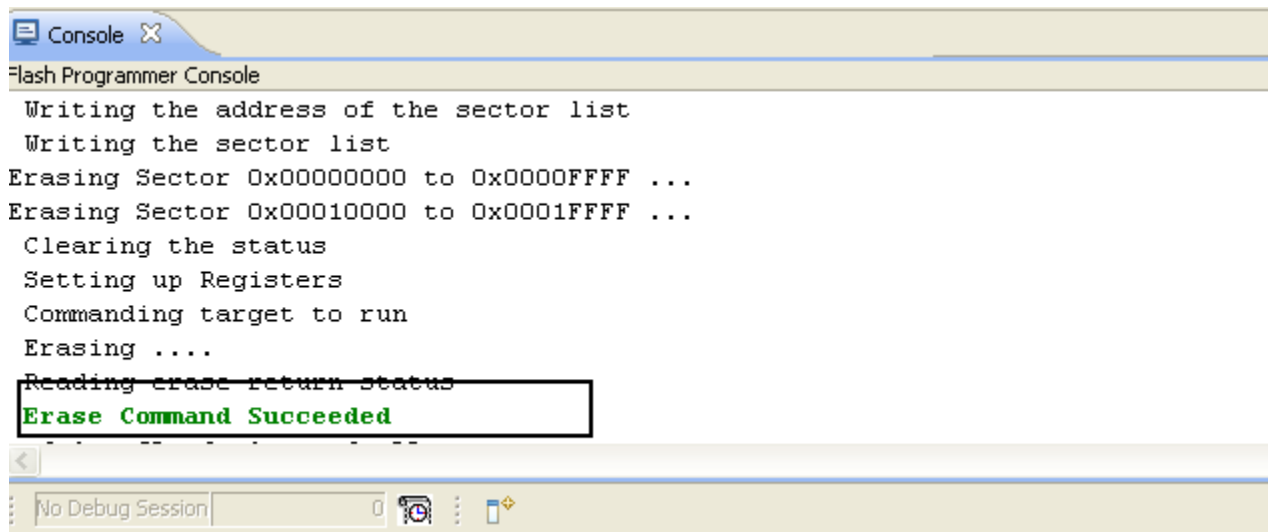 Console
Flash Programmer Console
Writing the address of the sector list
Writing the sector list
Erasing Sector 0x00000000 to 0x0000FFFF ...
Erasing Sector 0x00010000 to 0x0001FFFF ...
Clearing the status
Setting up Registers
Commanding target to run
Erasing ....
Reading erase return status
Erase Command Succeeded
No Debug Session 0